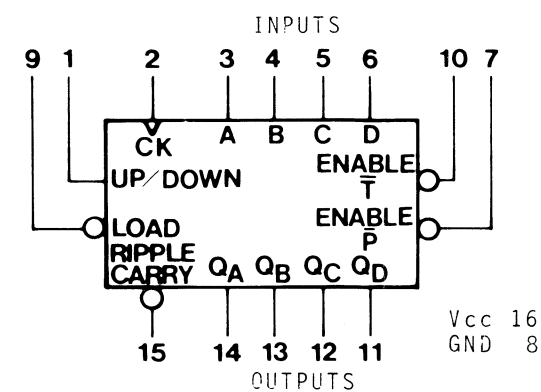 INPUTS
9 1 2 3 4 5 6 10 7
CK A B C D
ENABLE T̅
UP/DOWN
ENABLE P̅
LOAD
RIPPLE
CARRY
QA QB QC QD
15 14 13 12 11
OUTPUTS
Vcc 16
GND 8